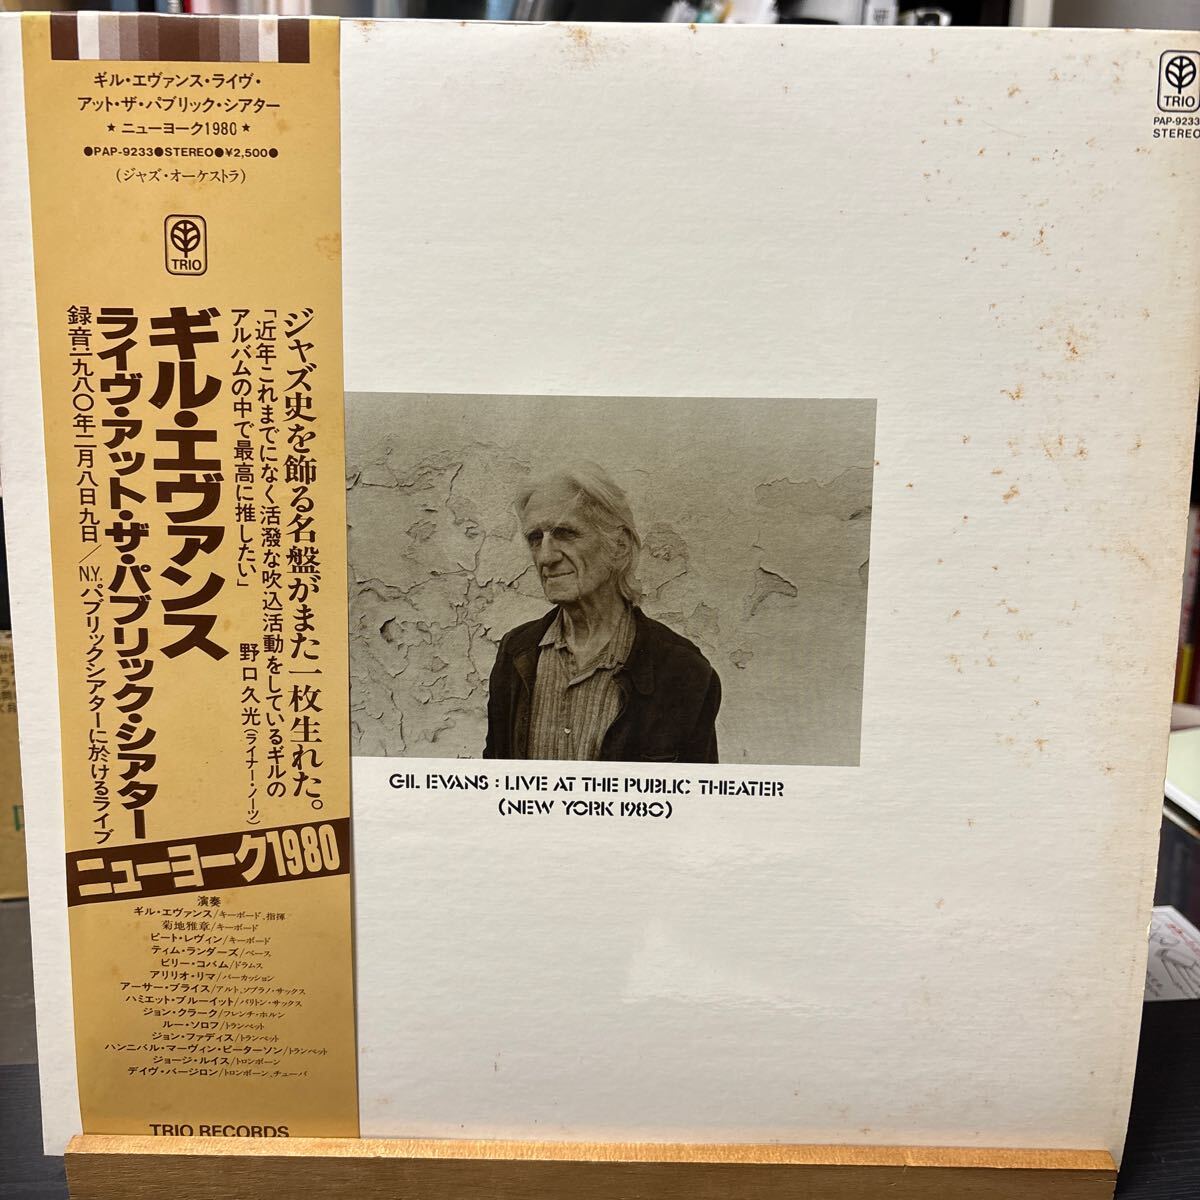 ギル・エヴァンス・ライヴ・
アット・ザ・パブリック・シアター
★ニューヨーク1980★
●PAP-9233●STEREO●¥2,500●
(ジャズ・オーケストラ)
TRIO
ジャズ史を飾る名盤がまた一枚生れた。
「近年これまでになく活潑な吹込活動をしているギルの
アルバムの中で最高に推したい」
野口久光(ライナー・ノーツ)
ギル・エヴァンス
ライヴ・アット・ザ・パブリック・シアター
録音:一九八〇年二月八日九日/N.Y.パブリックシアターに於けるライブ
ニューヨーク1980
演奏
ギル・エヴァンス/キーボード、指揮
菊地雅章/キーボード
ピート・レヴィン/キーボード
ティム・ランダーズ/ベース
ビリー・コバム/ドラムス
アリリオ・リマ/パーカッション
アーサー・ブライス/アルト、ソプラノ・サックス
ハミエット・ブルーイット/バリトン・サックス
ジョン・クラーク/フレンチ・ホルン
ルー・ソロフ/トランペット
ジョン・ファディス/トランペット
ハンニバル・マーヴィン・ピーターソン/トランペット
ジョージ・ルイス/トロンボーン
デイヴ・バージロン/トロンボーン、チューバ
TRIO RECORDS
TRIO
PAP-9233
STEREO
GIL EVANS : LIVE AT THE PUBLIC THEATER
(NEW YORK 1980)